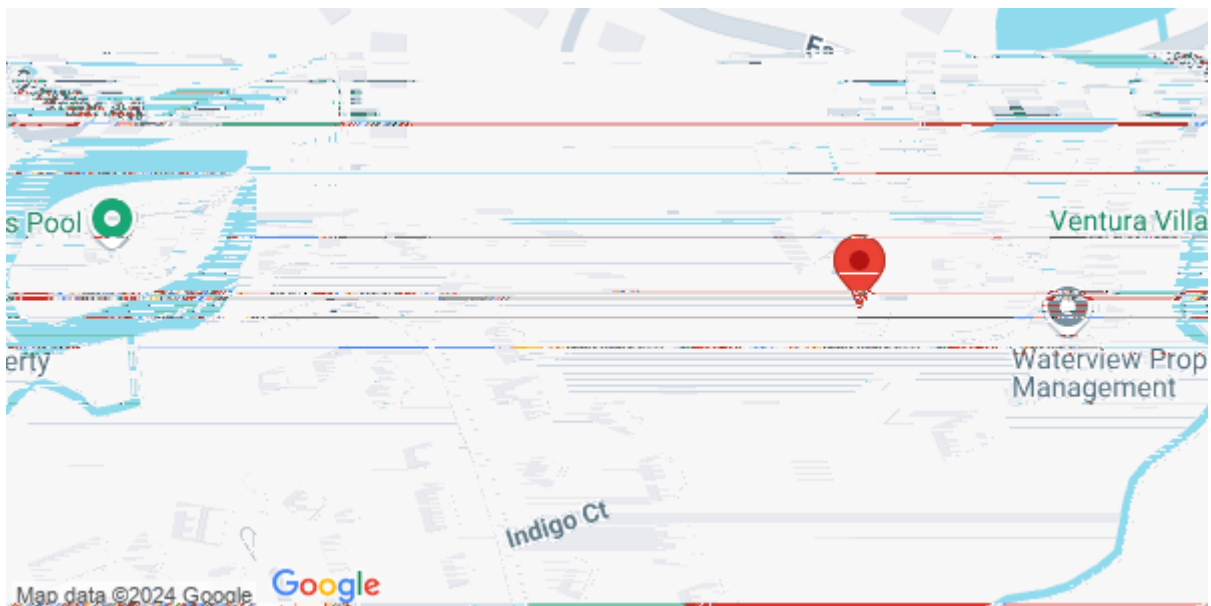 s Pool
Ventura Villa
erty
Waterview Prop
Management
Indigo Ct
Map data ©2024 Google
Google